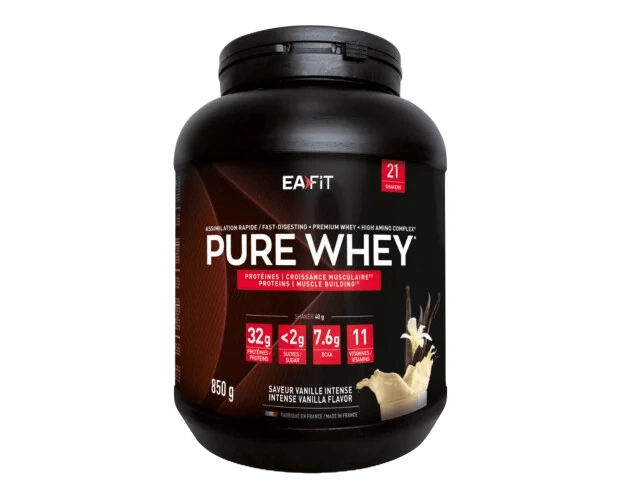 EAFIT
21
SHAKERS
ASSIMILATION RAPIDE / FAST-DIGESTING • PREMIUM WHEY • HIGH AMINO COMPLEX*
PURE WHEY*
PROTÉINES | CROISSANCE MUSCULAIRE
PROTEINS | MUSCLE BUILDING
SHAKER 40 g
32g <2g 7.6g 11
PROTÉINES / SUCRES / BCAA VITAMINES /
PROTEINS SUGAR VITAMINS
850 g
SAVEUR VANILLE INTENSE
INTENSE VANILLA FLAVOR
FABRIQUÉ EN FRANCE / MADE IN FRANCE